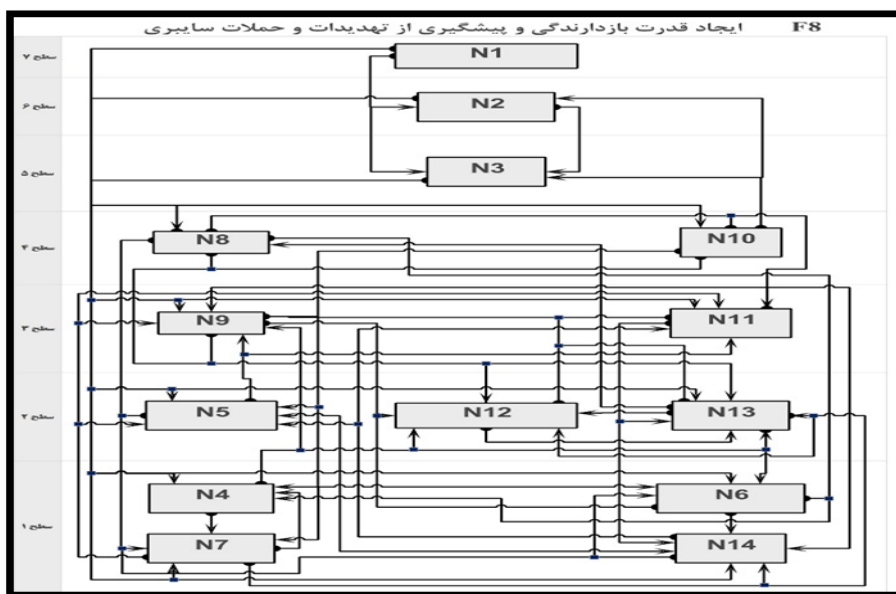 F8 ایجاد قدرت بازدارندگی و پیشگیری از تهدیدات و حملات سایبری
سطح ۷
N1
سطح ۶
N2
سطح ۵
N3
سطح ۴
N8
N10
سطح ۳
N9
N11
سطح ۲
N5
N12
N13
سطح ۱
N4
N6
N7
N14